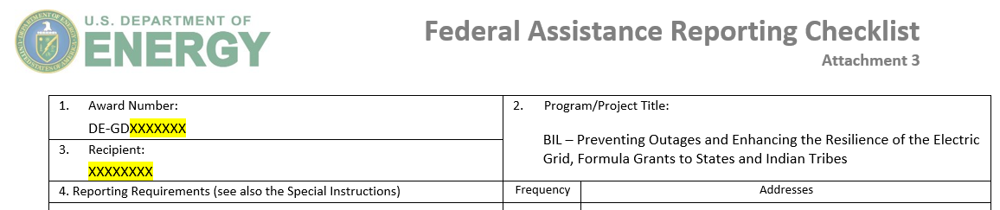 U.S. DEPARTMENT OF
ENERGY
Federal Assistance Reporting Checklist
Attachment 3
1. Award Number:
DE-GDXXXXXXX
2. Program/Project Title:
BIL – Preventing Outages and Enhancing the Resilience of the Electric
Grid, Formula Grants to States and Indian Tribes
3. Recipient:
XXXXXXXX
4. Reporting Requirements (see also the Special Instructions)
Frequency
Addresses